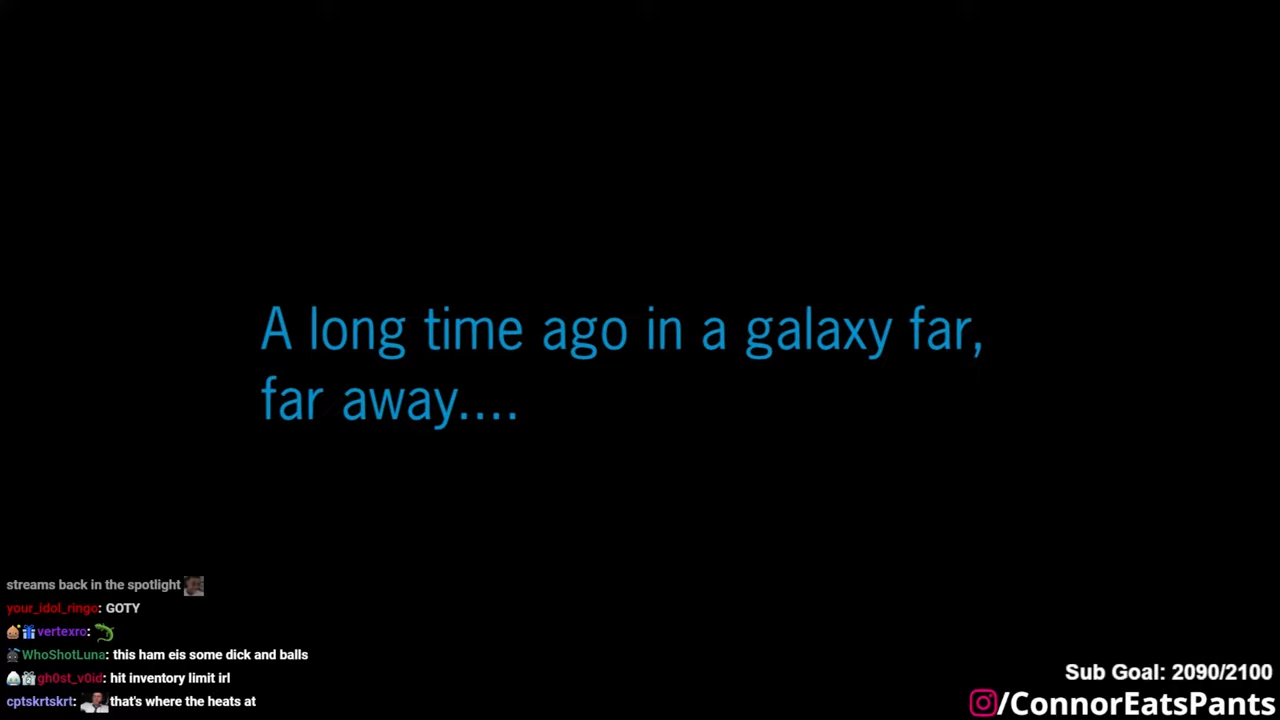 A long time ago in a galaxy far,
far away....
streams back in the spotlight
your_idol_ringo: GOTY
vertexro:
WhoShotLuna: this ham eis some dick and balls
gh0st_v0id: hit inventory limit irl
cptskrtskrt: that's where the heats at
Sub Goal: 2090/2100
/ConnorEatsPants